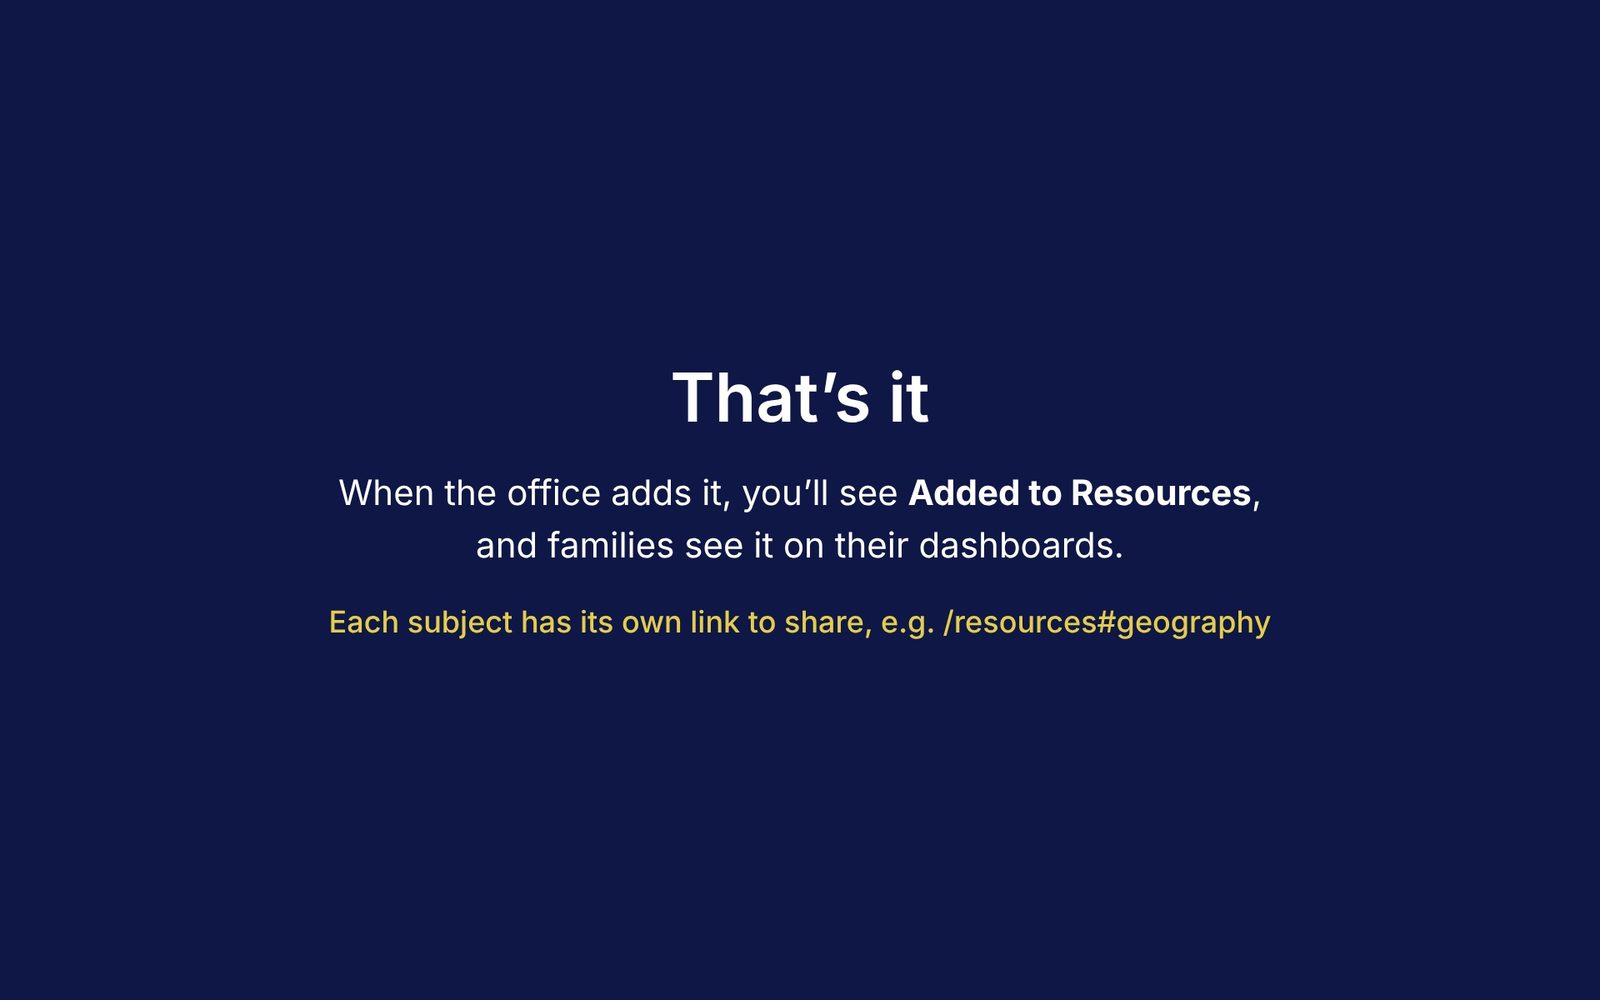 That’s it
When the office adds it, you’ll see Added to Resources,
and families see it on their dashboards.
Each subject has its own link to share, e.g. /resources#geography